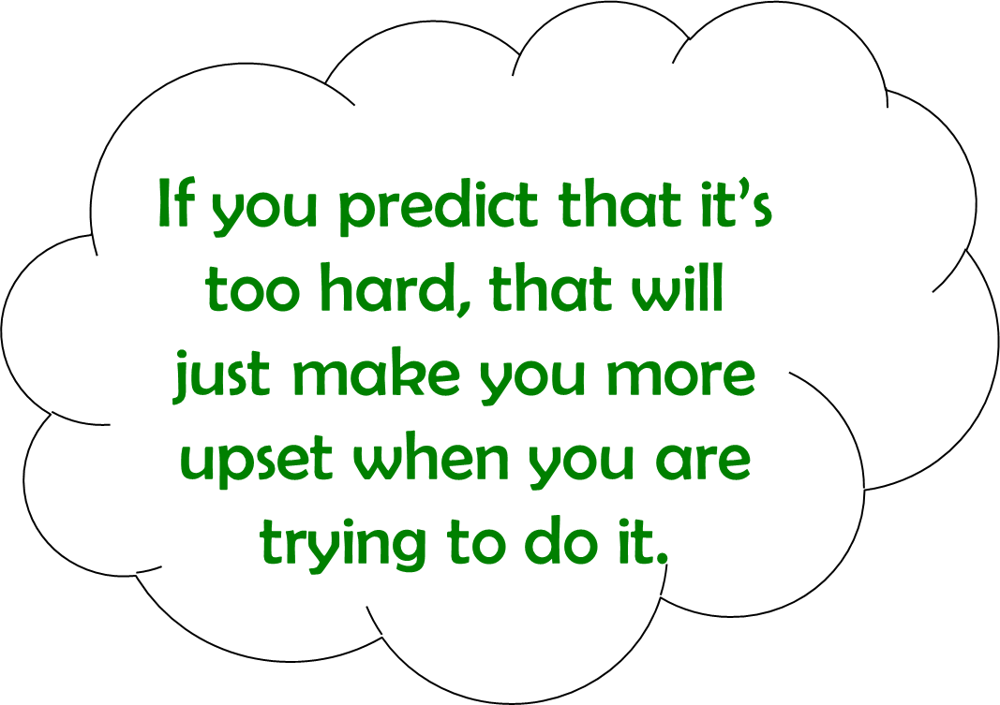 If you predict that it’s
too hard, that will
just make you more
upset when you are
trying to do it.